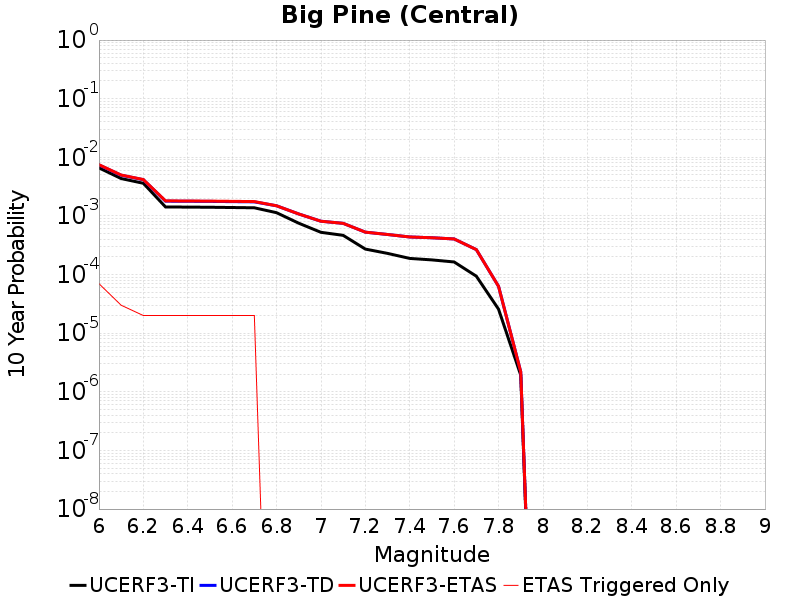 Big Pine (Central)
10 Year Probability
10^0
10^-1
10^-2
10^-3
10^-4
10^-5
10^-6
10^-7
10^-8
6 6.2 6.4 6.6 6.8 7 7.2 7.4 7.6 7.8 8 8.2 8.4 8.6 8.8 9
Magnitude
UCERF3-TI UCERF3-TD UCERF3-ETAS ETAS Triggered Only